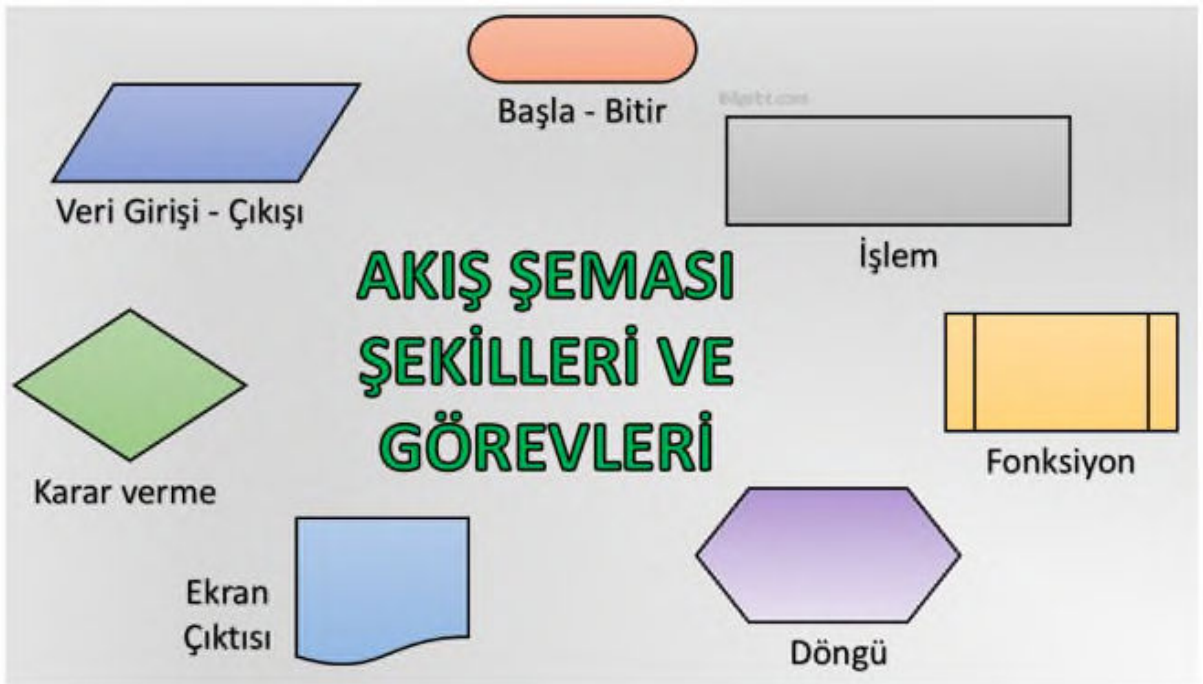 Başla - Bitir
Veri Girişi - Çıkışı
İşlem
AKIŞ ŞEMASI
ŞEKİLLERİ VE
GÖREVLERİ
Fonksiyon
Karar verme
Ekran
Çıktısı
Döngü